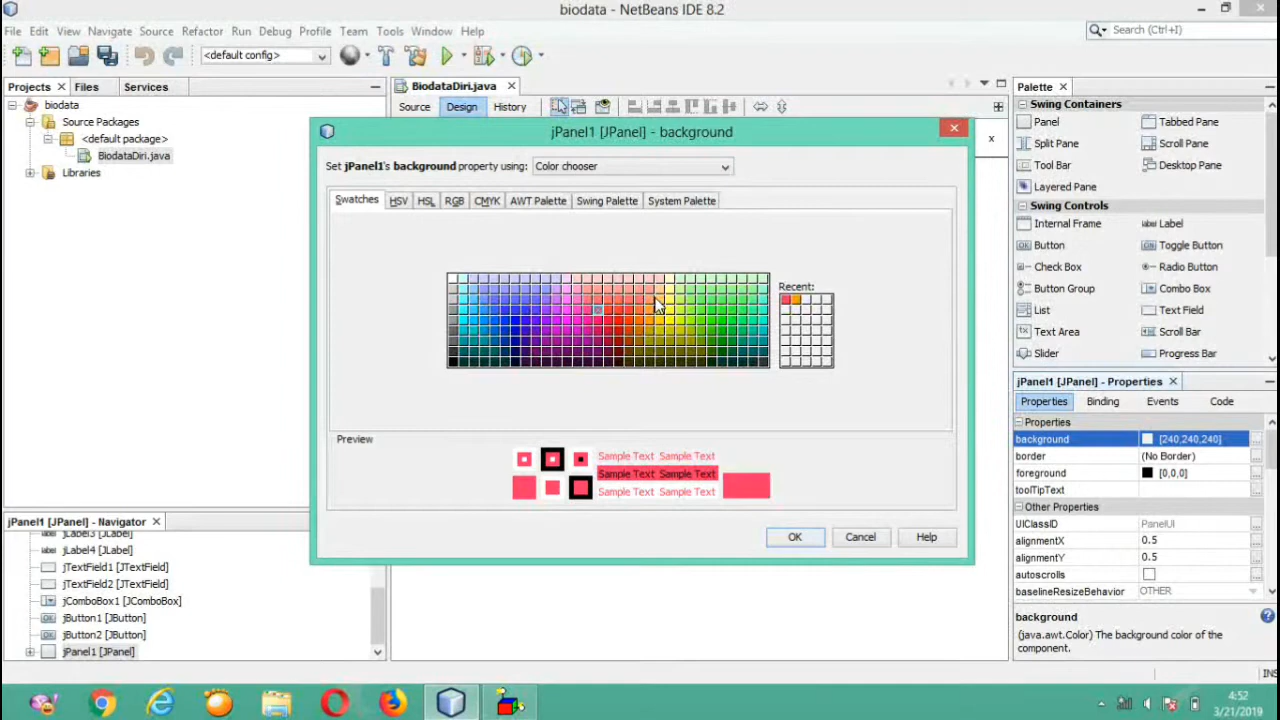 biodata - NetBeans IDE 8.2
File Edit View Navigate Source Refactor Run Debug Profile Team Tools Window Help
Search (Ctrl+I)
<default config>
Projects x Files Services
BiodataDiri.java x
Palette x
biodata
Source Packages
<default package>
BiodataDiri.java
Libraries
Source Design History
x
jPanel1 [JPanel] - background
Set jPanel1's background property using: Color chooser
Swatches HSV HSL RGB CMYK AWT Palette Swing Palette System Palette
Recent:
Preview
Sample Text Sample Text
Sample Text Sample Text
Sample Text Sample Text
OK Cancel Help
Swing Containers
Panel Tabbed Pane
Split Pane Scroll Pane
Tool Bar Desktop Pane
Layered Pane
Swing Controls
Internal Frame label Label
Button Toggle Button
Check Box Radio Button
Button Group Combo Box
List Text Field
Text Area Scroll Bar
Slider Progress Bar
jPanel1 [JPanel] - Properties x
Properties Binding Events Code
Properties
background [240,240,240] ...
border (No Border) ...
foreground [0,0,0] ...
toolTipText ...
Other Properties
UIClassID PanelUI ...
alignmentX 0.5 ...
alignmentY 0.5 ...
autoscrolls ...
baselineResizeBehavior OTHER
background
(java.awt.Color) The background color of the
component.
jPanel1 [JPanel] - Navigator x
label jLabel3 [JLabel]
label jLabel4 [JLabel]
jTextField1 [JTextField]
jTextField2 [JTextField]
jComboBox1 [JComboBox]
OK jButton1 [JButton]
OK jButton2 [JButton]
jPanel1 [JPanel]
INS
4:52
3/21/2019